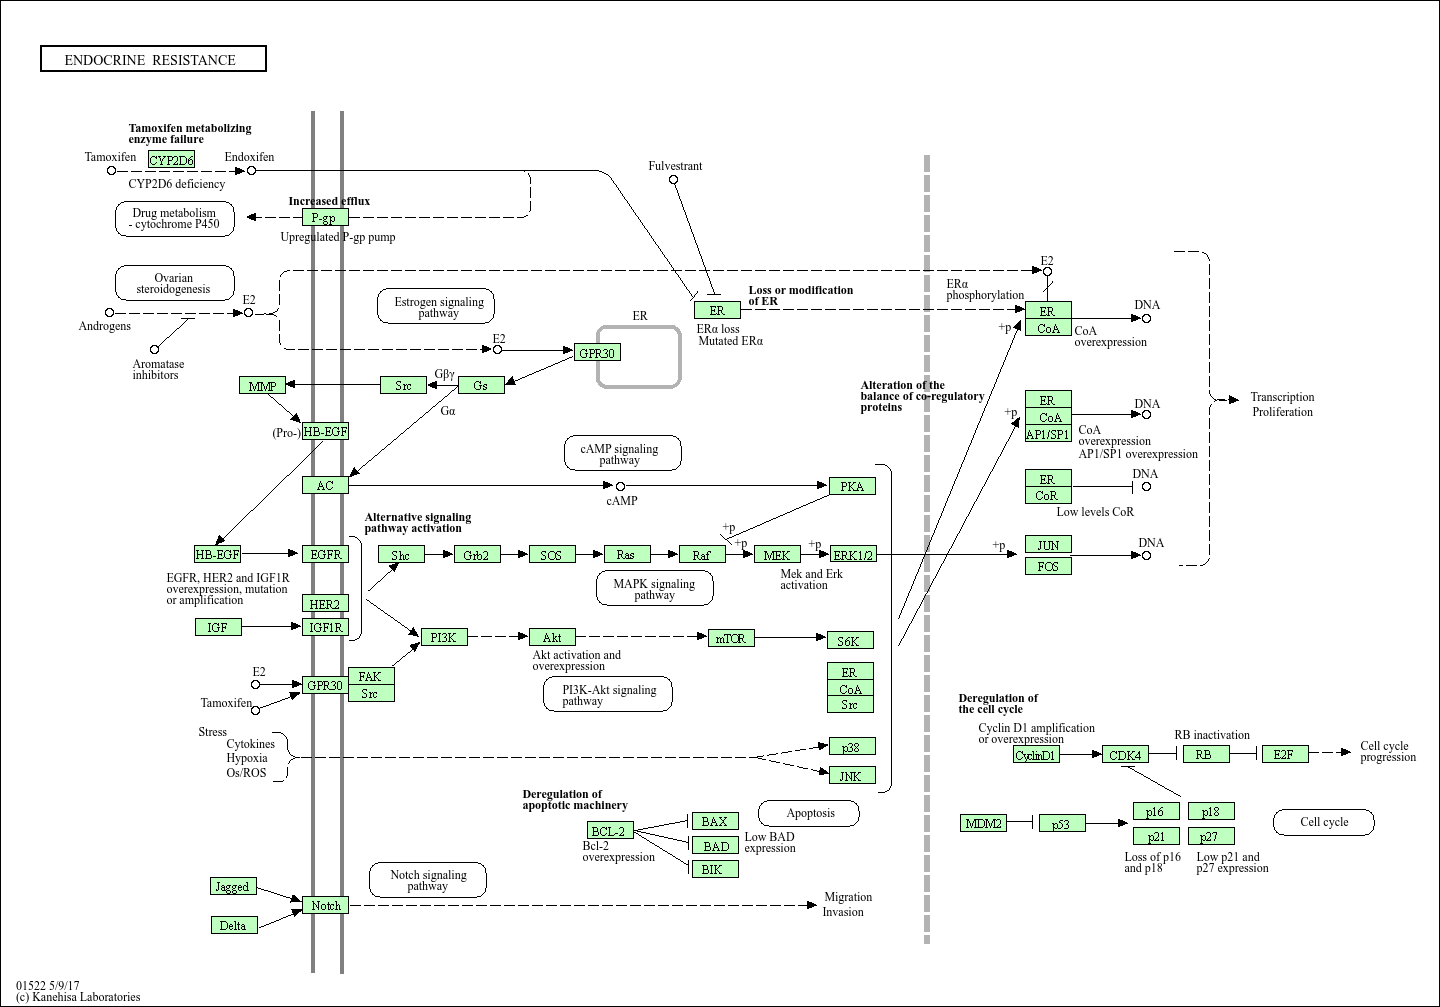 ENDOCRINE RESISTANCE
Tamoxifen metabolizing
enzyme failure
Tamoxifen
CYP2D6
Endoxifen
CYP2D6 deficiency
Fulvestrant
Increased efflux
Drug metabolism
- cytochrome P450
P-gp
Upregulated P-gp pump
Ovarian
steroidogenesis
E2
Androgens
Aromatase
inhibitors
Estrogen signaling
pathway
E2
GPR30
ER
ER
Loss or modification
of ER
ERα loss
Mutated ERα
ERα
phosphorylation
E2
ER
CoA
+p
DNA
CoA
overexpression
MMP
Src
Gβγ
Gs
Gα
(Pro-)
HB-EGF
Alteration of the
balance of co-regulatory
proteins
+p
ER
CoA
AP1/SP1
DNA
CoA
overexpression
AP1/SP1 overexpression
Transcription
Proliferation
cAMP signaling
pathway
AC
cAMP
PKA
ER
CoR
DNA
Low levels CoR
Alternative signaling
pathway activation
+p
+p
+p
+p
HB-EGF
EGFR
Shc
Grb2
SOS
Ras
Raf
MEK
ERK1/2
JUN
FOS
DNA
EGFR, HER2 and IGF1R
overexpression, mutation
or amplification
MAPK signaling
pathway
Mek and Erk
activation
HER2
IGF
IGF1R
PI3K
Akt
mTOR
S6K
Akt activation and
overexpression
E2
Tamoxifen
GPR30
FAK
Src
PI3K-Akt signaling
pathway
ER
CoA
Src
Stress
Cytokines
Hypoxia
Os/ROS
p38
JNK
Deregulation of
the cell cycle
Cyclin D1 amplification
or overexpression
RB inactivation
CyclinD1
CDK4
RB
E2F
Cell cycle
progression
Deregulation of
apoptotic machinery
Apoptosis
BCL-2
Bcl-2
overexpression
BAX
BAD
BIK
Low BAD
expression
MDM2
p53
p16
p18
p21
p27
Cell cycle
Loss of p16
and p18
Low p21 and
p27 expression
Notch signaling
pathway
Jagged
Delta
Notch
Migration
Invasion
01522 5/9/17
(c) Kanehisa Laboratories